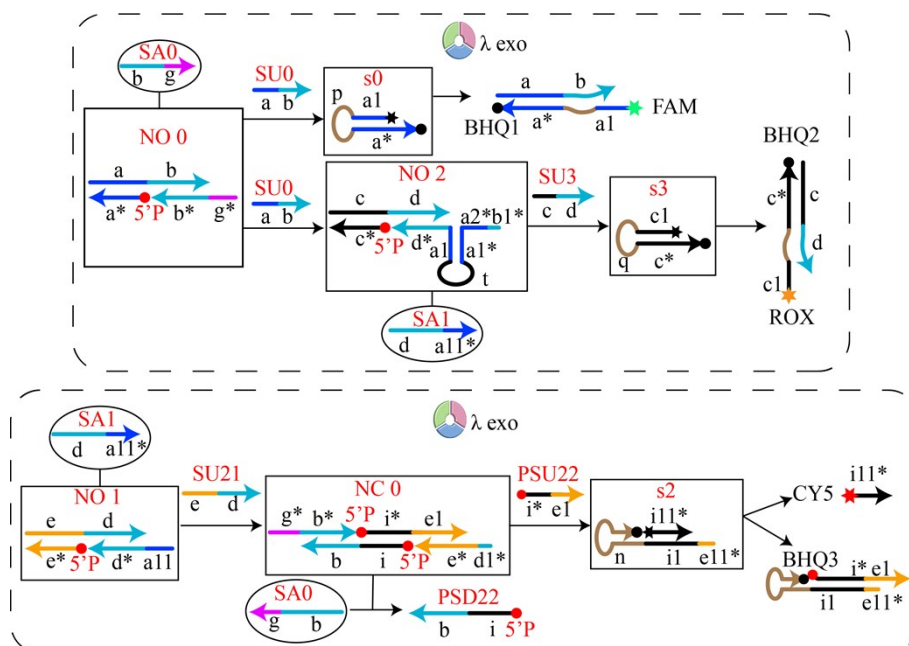 λ exo
SA0
b g
SU0
a b
s0
p
a1
a*
a b
BHQ1
a* a1
FAM
NO 0
a b
a* 5'P b* g*
SU0
a b
NO 2
c d
a2* b1*
c* 5'P d* a1 a1*
t
SA1
d a11*
SU3
c d
s3
c1
q c*
BHQ2
c*
c
d
c1
ROX
λ exo
SA1
d a11*
NO 1
e d
e* 5'P d* a11
SU21
e d
NC 0
g* b* 5'P i* e1
b i 5'P e* d1*
SA0
g b
PSD22
b i 5'P
PSU22
i* e1
s2
i11*
n i1 e11*
i11*
CY5
BHQ3
i* e1
i1 e11*